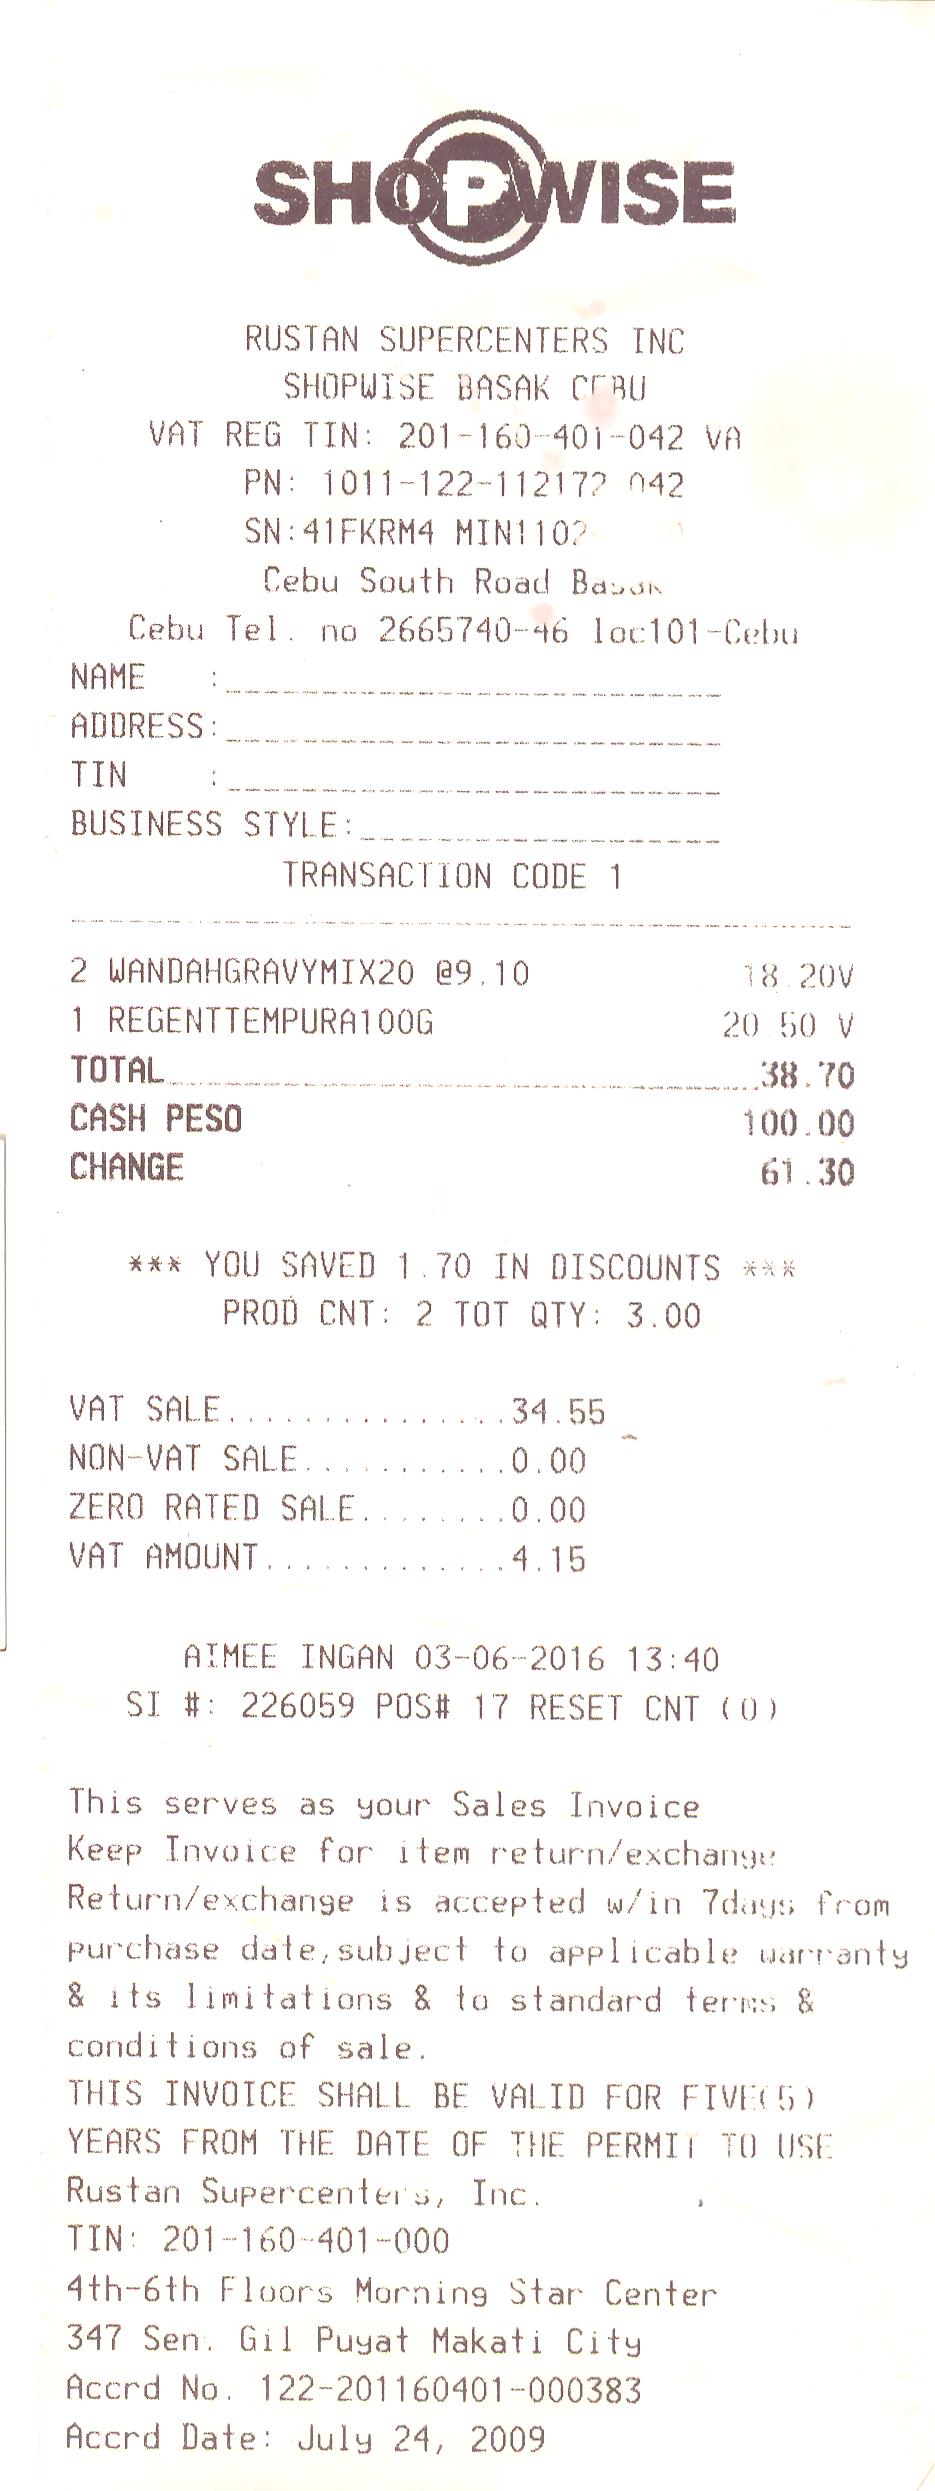 SHOPWISE
RUSTAN SUPERCENTERS INC
SHOPWISE BASAK CEBU
VAT REG TIN: 201-160-401-042 VA
PN: 1011-122-112172 042
SN:41FKRM4 MIN1102
Cebu South Road Basak
Cebu Tel. no 2665740-46 loc101-Cebu
NAME :
ADDRESS:
TIN :
BUSINESS STYLE:
TRANSACTION CODE 1
2 WANDAHGRAVYMIX20 @9.10 18.20V
1 REGENTTEMPURA100G 20 50 V
TOTAL 38.70
CASH PESO 100.00
CHANGE 61.30
*** YOU SAVED 1.70 IN DISCOUNTS ***
PROD CNT: 2 TOT QTY: 3.00
VAT SALE...............34.55
NON-VAT SALE...........0.00
ZERO RATED SALE........0.00
VAT AMOUNT.............4.15
AIMEE INGAN 03-06-2016 13:40
SI #: 226059 POS# 17 RESET CNT (0)
This serves as your Sales Invoice
Keep Invoice for item return/exchange
Return/exchange is accepted w/in 7days from
purchase date,subject to applicable warranty
& its limitations & to standard terms &
conditions of sale.
THIS INVOICE SHALL BE VALID FOR FIVE(5)
YEARS FROM THE DATE OF THE PERMIT TO USE
Rustan Supercenters, Inc.
TIN: 201-160-401-000
4th-6th Floors Morning Star Center
347 Sen. Gil Puyat Makati City
Accrd No. 122-201160401-000383
Accrd Date: July 24, 2009